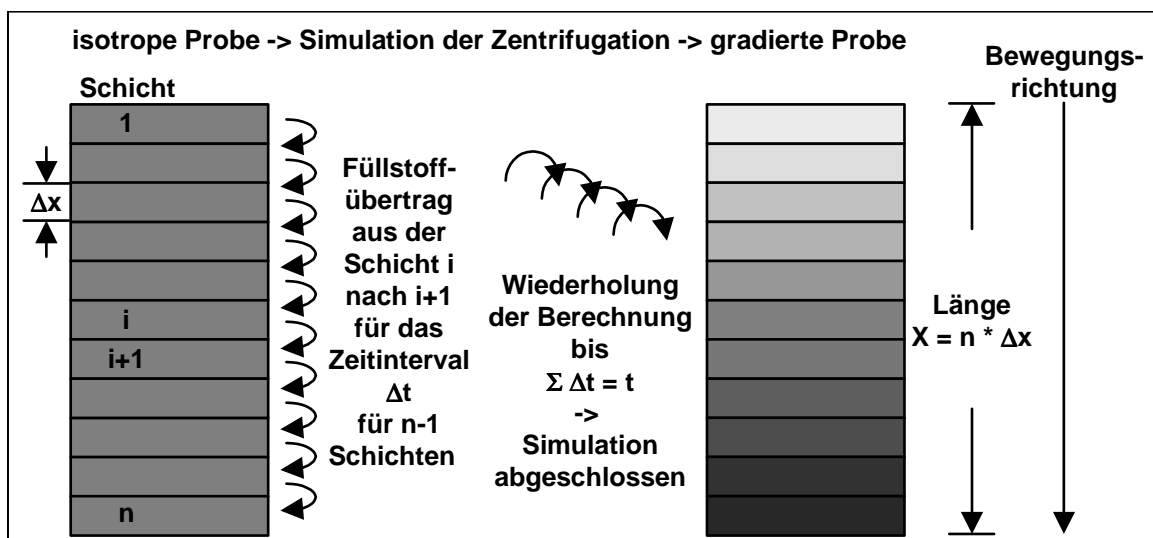 isotrope Probe -> Simulation der Zentrifugation -> gradierte Probe
Bewegungs-
richtung
Schicht
1
Δx
i
i+1
n
Füllstoff-
übertrag
aus der
Schicht i
nach i+1
für das
Zeitinterval
Δt
für n-1
Schichten
Wiederholung
der Berechnung
bis
Σ Δt = t
->
Simulation
abgeschlossen
Länge
X = n * Δx